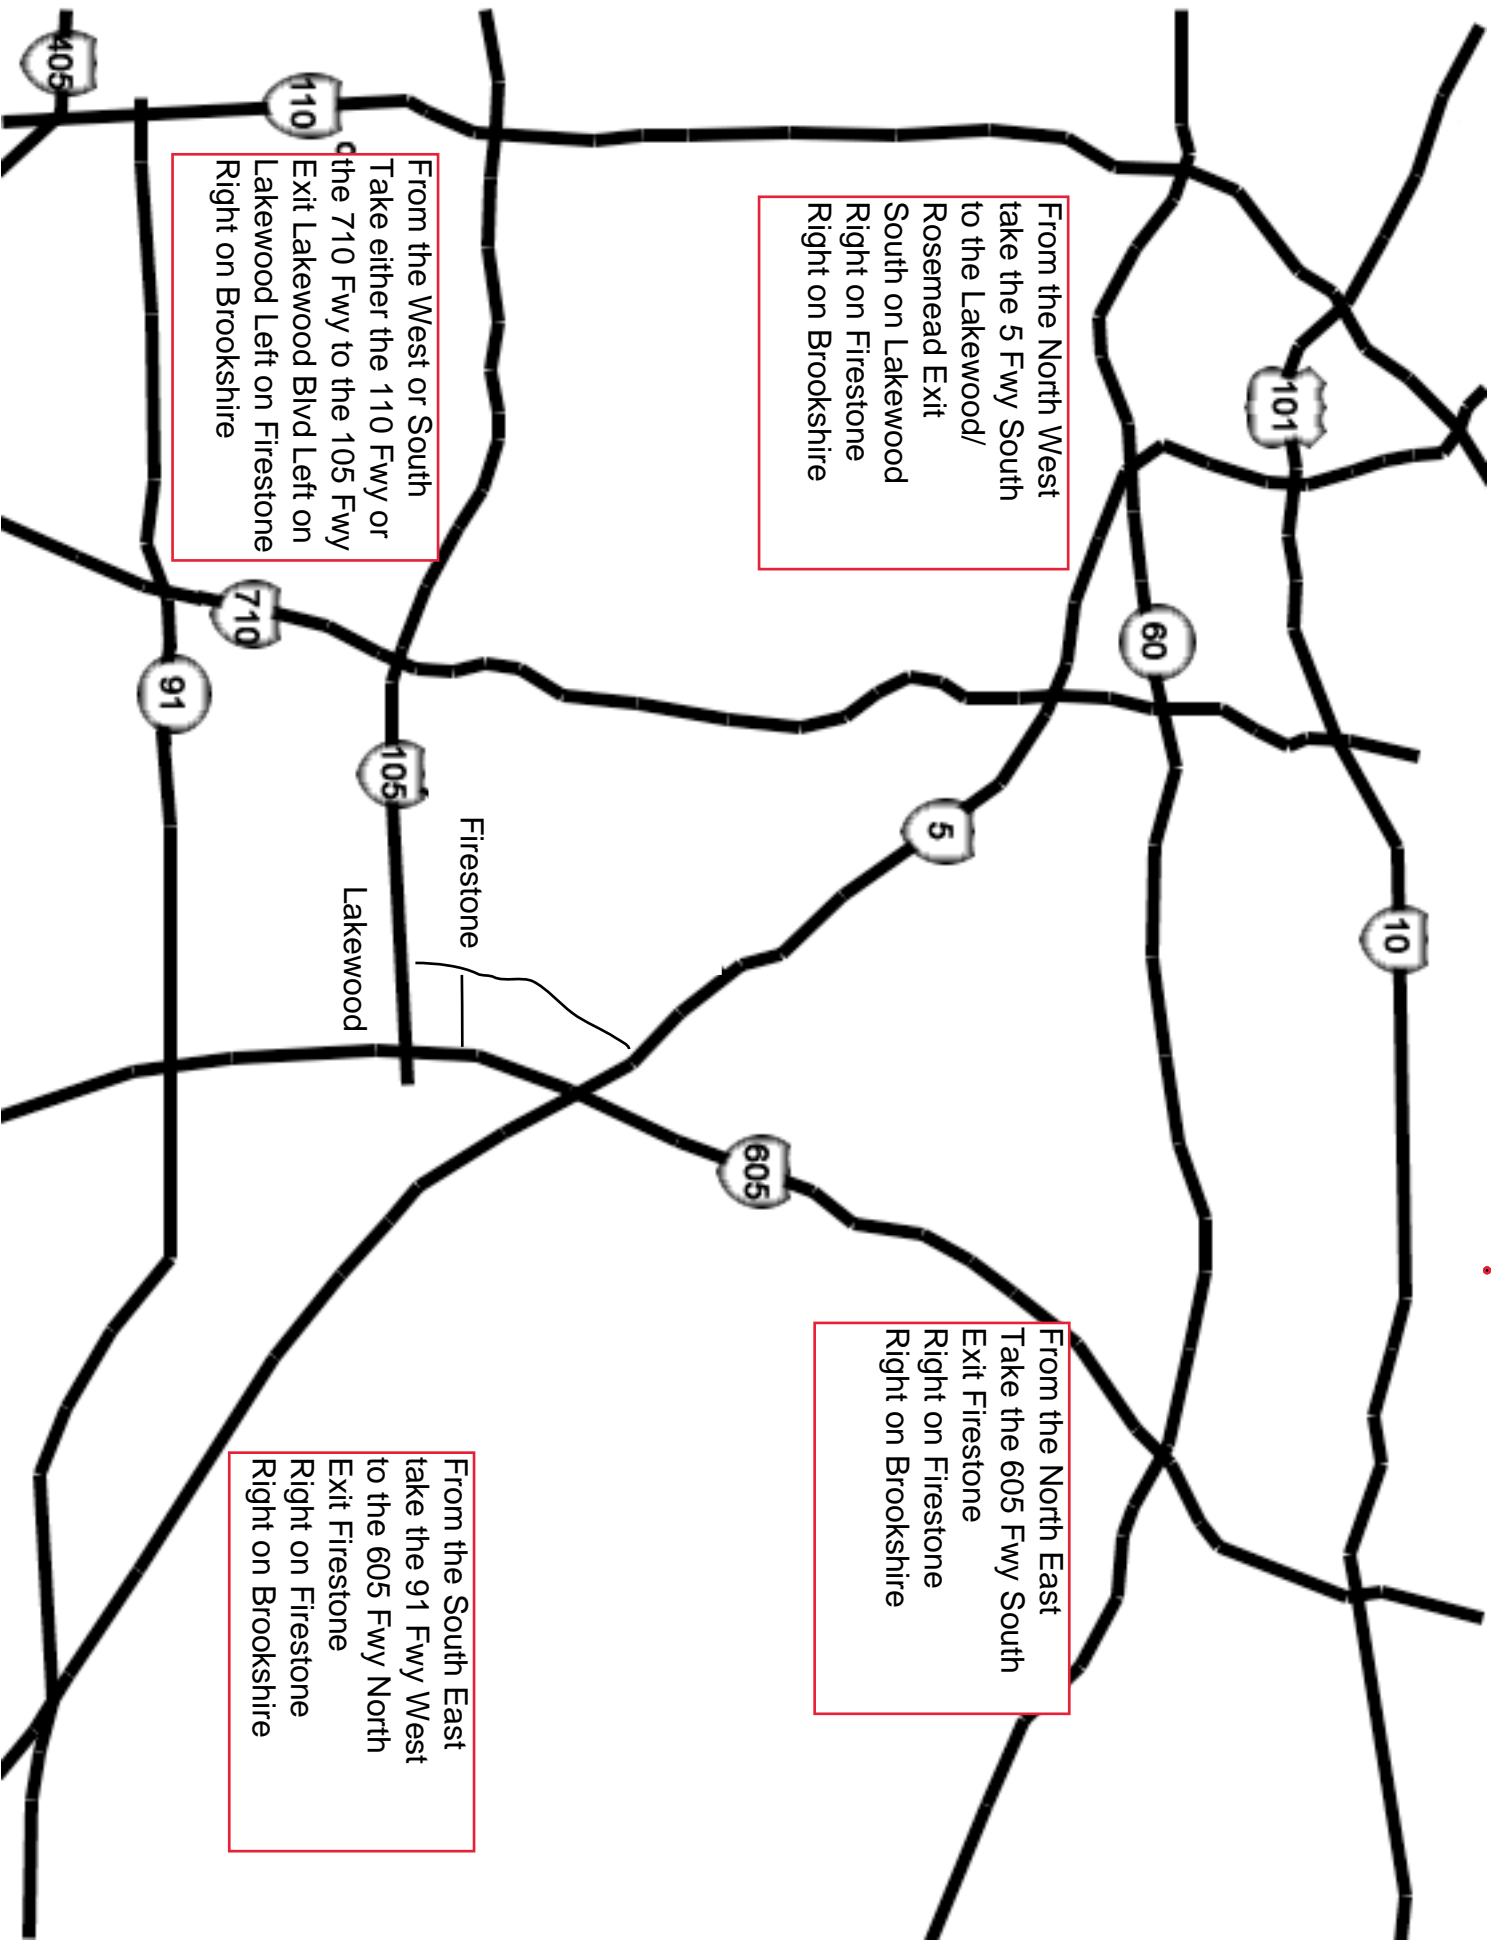 101
10
60
5
605
110
405
710
91
105
From the North West
take the 5 Fwy South
to the Lakewood/
Rosemead Exit
South on Lakewood
Right on Firestone
Right on Brookshire
From the North East
Take the 605 Fwy South
Exit Firestone
Right on Firestone
Right on Brookshire
From the West or South
Take either the 110 Fwy or
the 710 Fwy to the 105 Fwy
Exit Lakewood Blvd Left on
Lakewood Left on Firestone
Right on Brookshire
Firestone
Lakewood
From the South East
take the 91 Fwy West
to the 605 Fwy North
Exit Firestone
Right on Firestone
Right on Brookshire